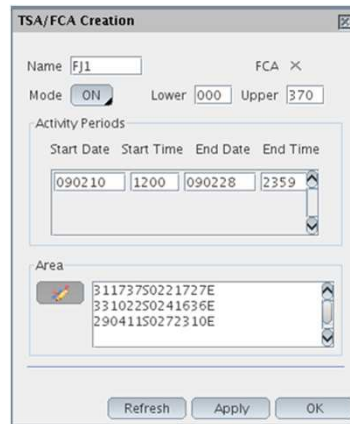 TSA/FCA Creation
Name FJ1 FCA
Mode ON Lower 000 Upper 370
Activity Periods
Start Date Start Time End Date End Time
090210 1200 090228 2359
Area
311737S0221727E
331022S0241636E
290411S0272310E
Refresh Apply OK